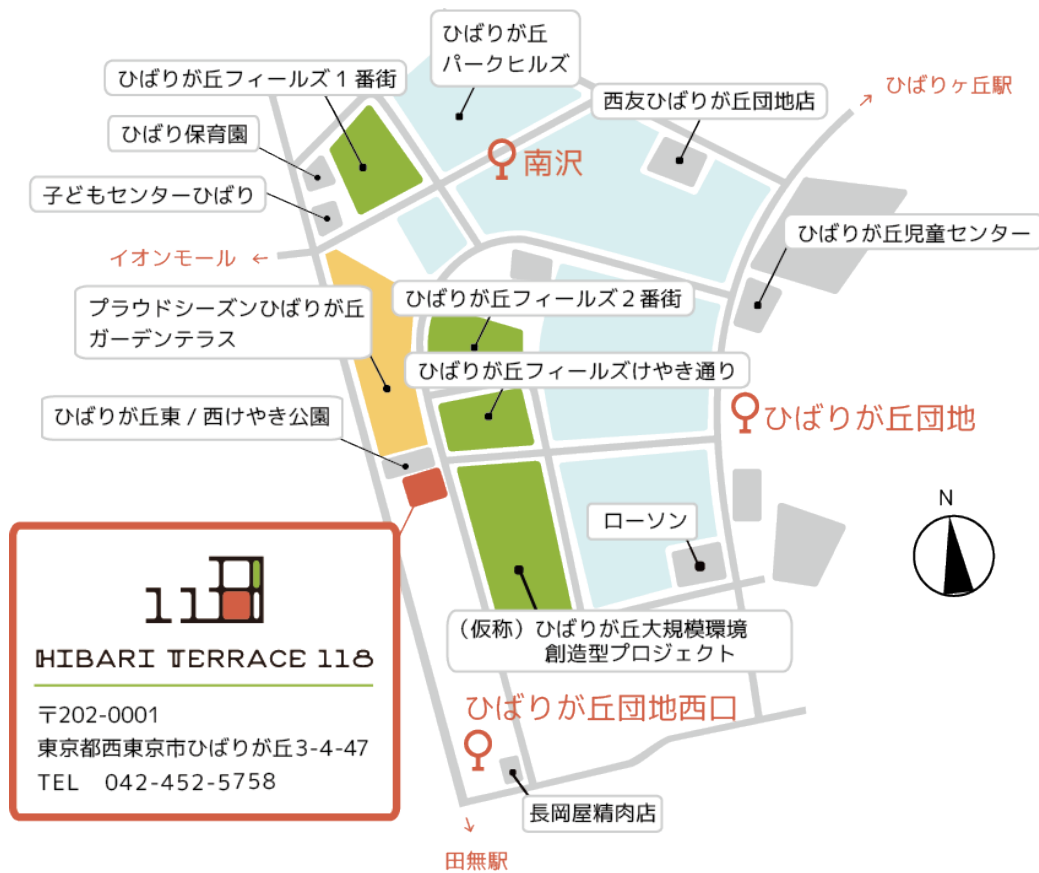 ひばりが丘
パークヒルズ
ひばりが丘フィールズ1番街
西友ひばりが丘団地店
ひばりヶ丘駅
ひばり保育園
南沢
子どもセンターひばり
ひばりが丘児童センター
イオンモール ←
プラウドシーズンひばりが丘
ガーデンテラス
ひばりが丘フィールズ2番街
ひばりが丘フィールズけやき通り
ひばりが丘東/西けやき公園
ひばりが丘団地
N
ローソン
118
HIBARI TERRACE 118
〒202-0001
東京都西東京市ひばりが丘3-4-47
TEL 042-452-5758
(仮称)ひばりが丘大規模環境
創造型プロジェクト
ひばりが丘団地西口
長岡屋精肉店
田無駅